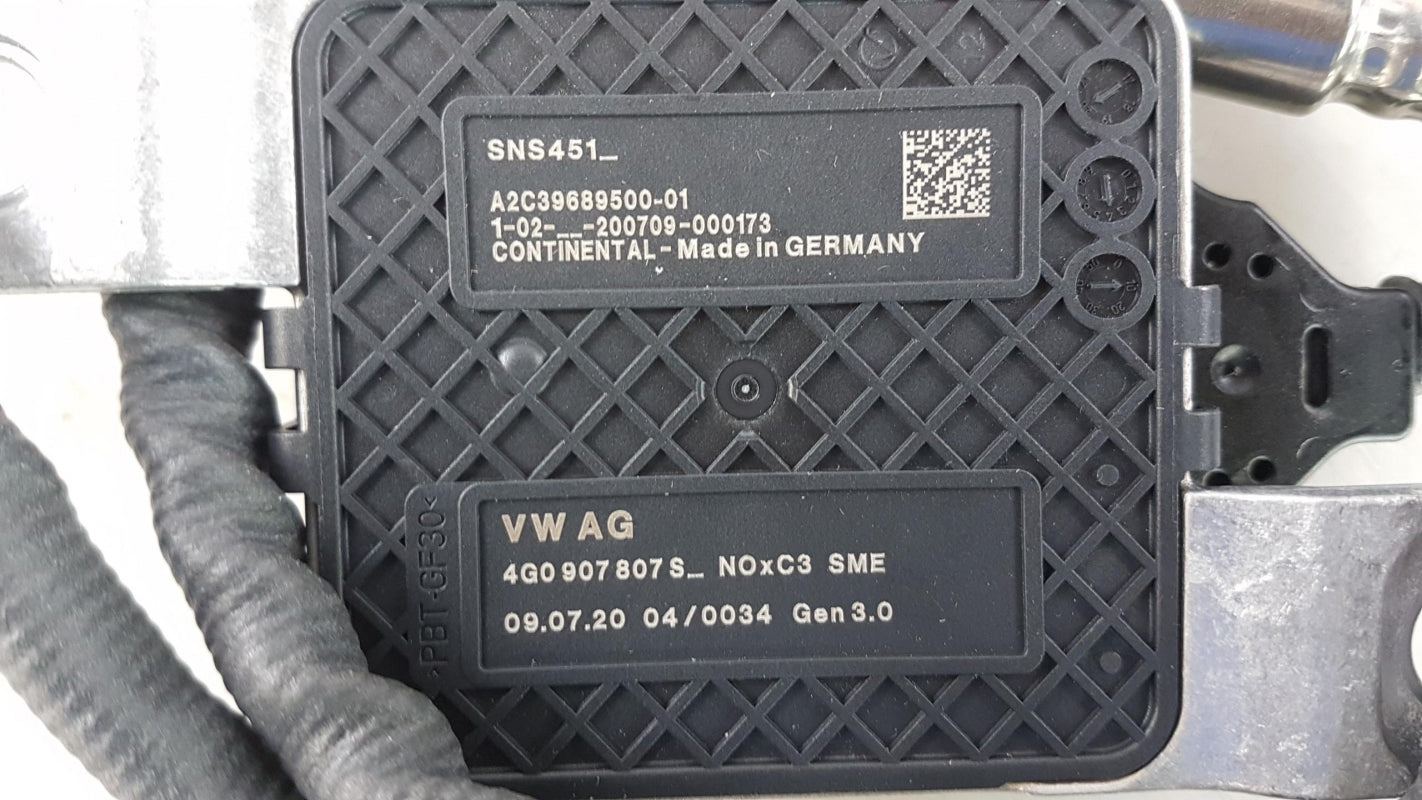 SNS451_
A2C39689500-01
1-02-__-200709-000173
CONTINENTAL - Made in GERMANY
VW AG
4G0 907 807 S_ NOxC3 SME
09.07.20 04/0034 Gen 3.0
>PBT-GF30<
12